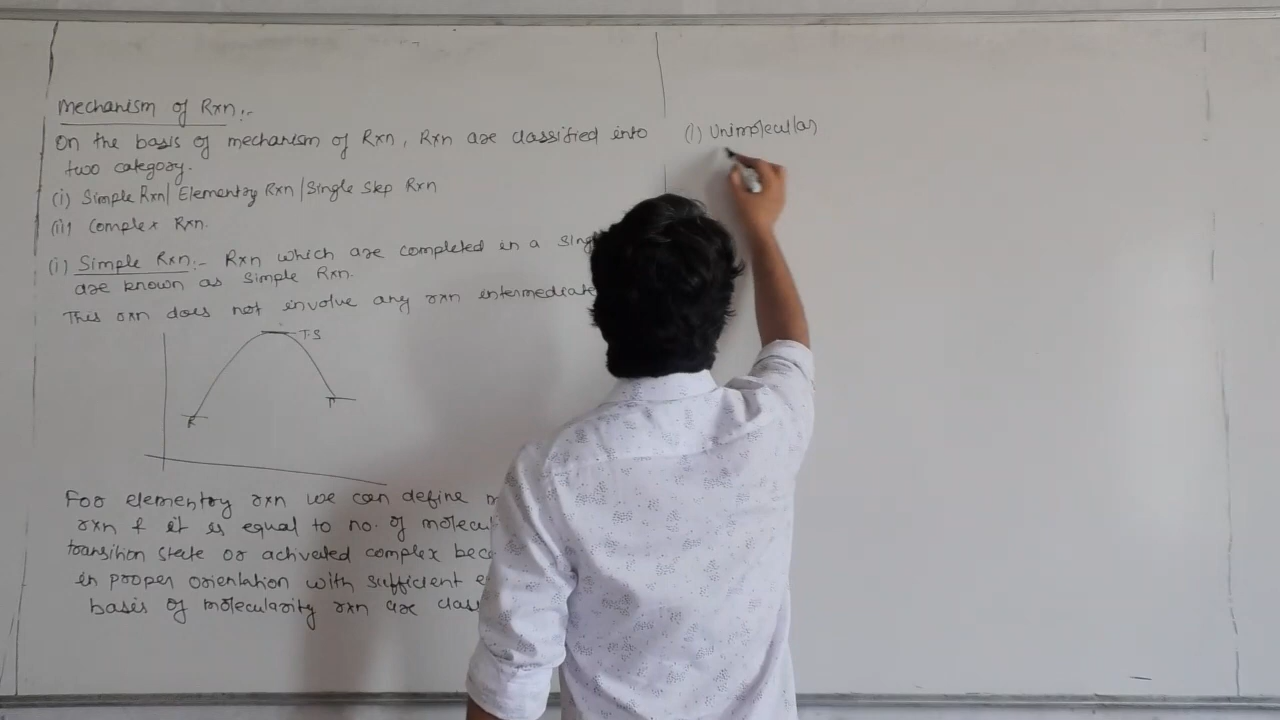 Mechanism of Rxn:-
On the basis of mechanism of Rxn, Rxn are classified into
two category.
(i) Simple Rxn/ Elementry Rxn /Single Step Rxn
(ii) Complex Rxn.
(i) Simple Rxn:- Rxn which are completed in a
are known as Simple Rxn.
This rxn does not involve any rxn intermediate
T.S
R
P
For elementry rxn we can define
rxn & it is equal to no. of
transition state or activated complex
in proper orientation with sufficient
basis of molecularity rxn are
(1) Unimolecular